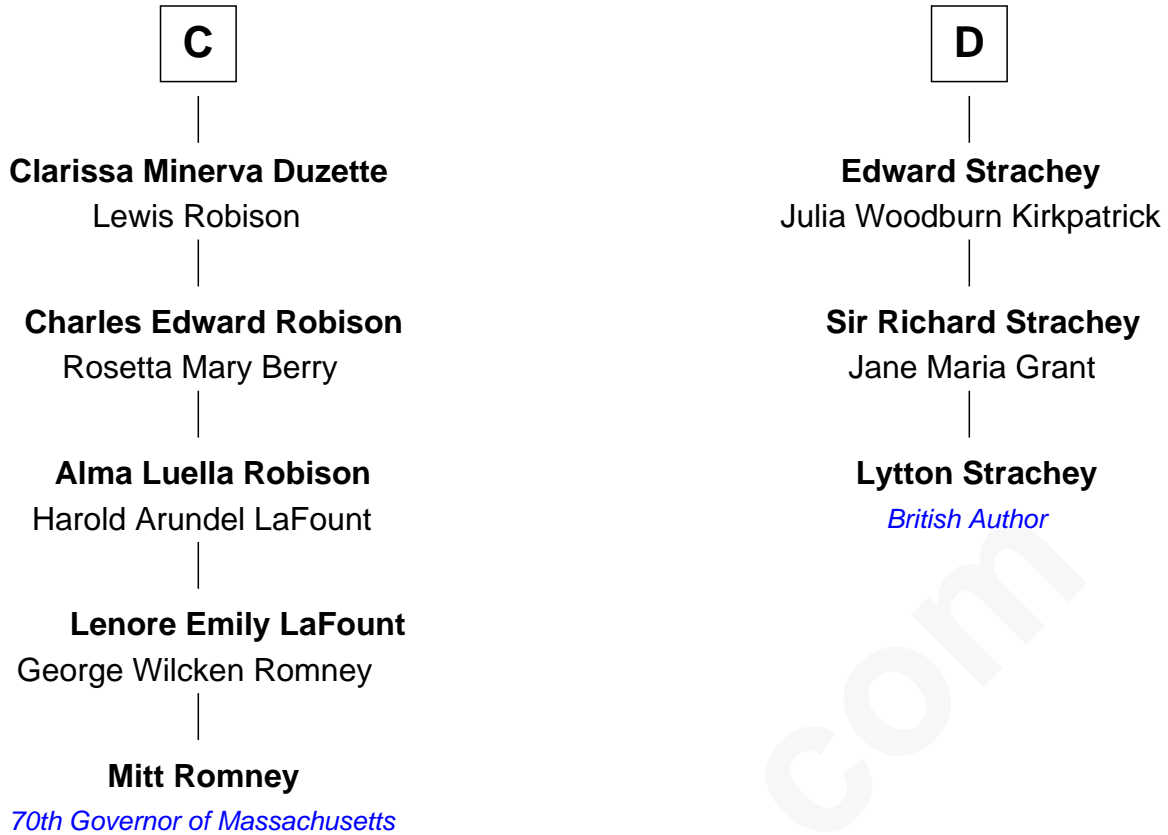 C
Clarissa Minerva Duzette
Lewis Robison
Charles Edward Robison
Rosetta Mary Berry
Alma Luella Robison
Harold Arundel LaFount
Lenore Emily LaFount
George Wilcken Romney
Mitt Romney
70th Governor of Massachusetts
D
Edward Strachey
Julia Woodburn Kirkpatrick
Sir Richard Strachey
Jane Maria Grant
Lytton Strachey
British Author
com